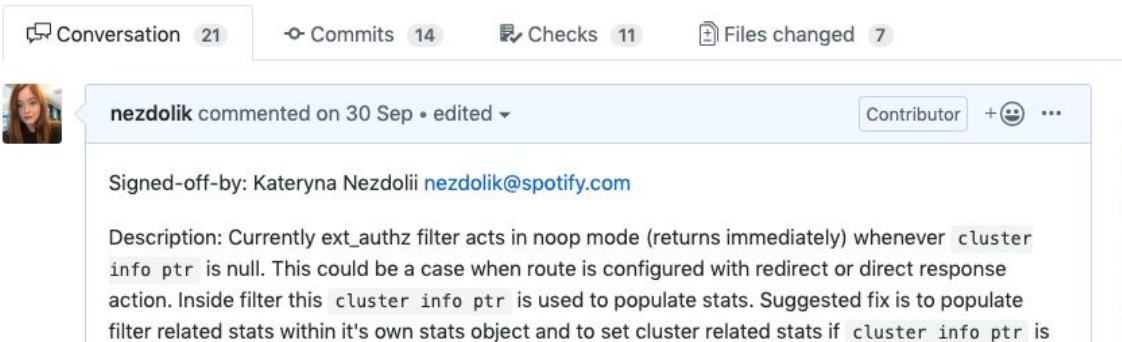 Conversation 21 Commits 14 Checks 11 Files changed 7
nezdolik commented on 30 Sep • edited Contributor
Signed-off-by: Kateryna Nezdolii nezdolik@spotify.com
Description: Currently ext_authz filter acts in noop mode (returns immediately) whenever cluster
info ptr is null. This could be a case when route is configured with redirect or direct response
action. Inside filter this cluster info ptr is used to populate stats. Suggested fix is to populate
filter related stats within it's own stats object and to set cluster related stats if cluster info ptr is